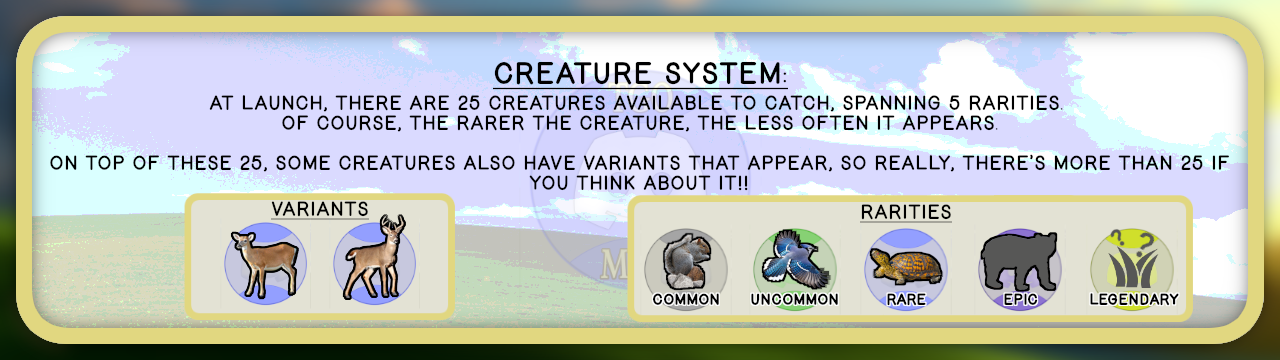 CREATURE SYSTEM:
AT LAUNCH, THERE ARE 25 CREATURES AVAILABLE TO CATCH, SPANNING 5 RARITIES.
OF COURSE, THE RARER THE CREATURE, THE LESS OFTEN IT APPEARS.
ON TOP OF THESE 25, SOME CREATURES ALSO HAVE VARIANTS THAT APPEAR, SO REALLY, THERE'S MORE THAN 25 IF
YOU THINK ABOUT IT!!
VARIANTS
RARITIES
COMMON
UNCOMMON
RARE
EPIC
? ?
LEGENDARY